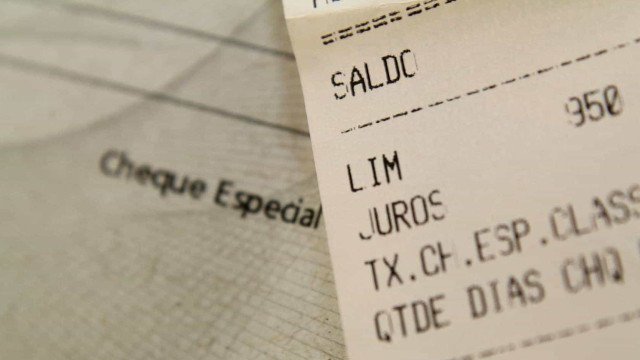 Cheque Especial
SALDO
950
LIM
JUROS
TX.CH.ESP.CLASS
QTDE DIAS CHQ